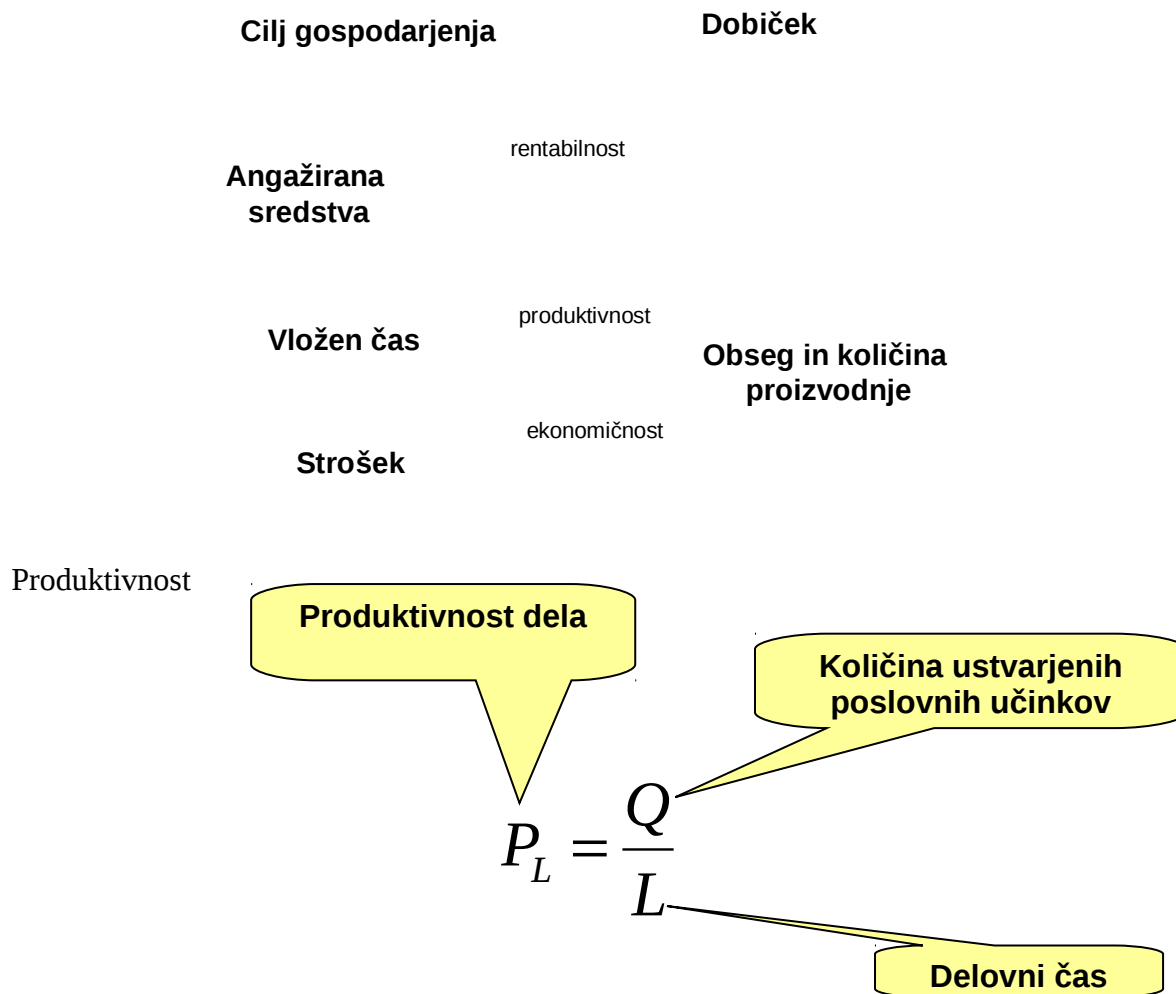 Cilj gospodarjenja
Dobiček
rentabilnost
Angažirana
sredstva
produktivnost
Vložen čas
Obseg in količina
proizvodnje
ekonomičnost
Strošek
Produktivnost
Produktivnost dela
Količina ustvarjenih
poslovnih učinkov
P_L = Q/L
Delovni čas